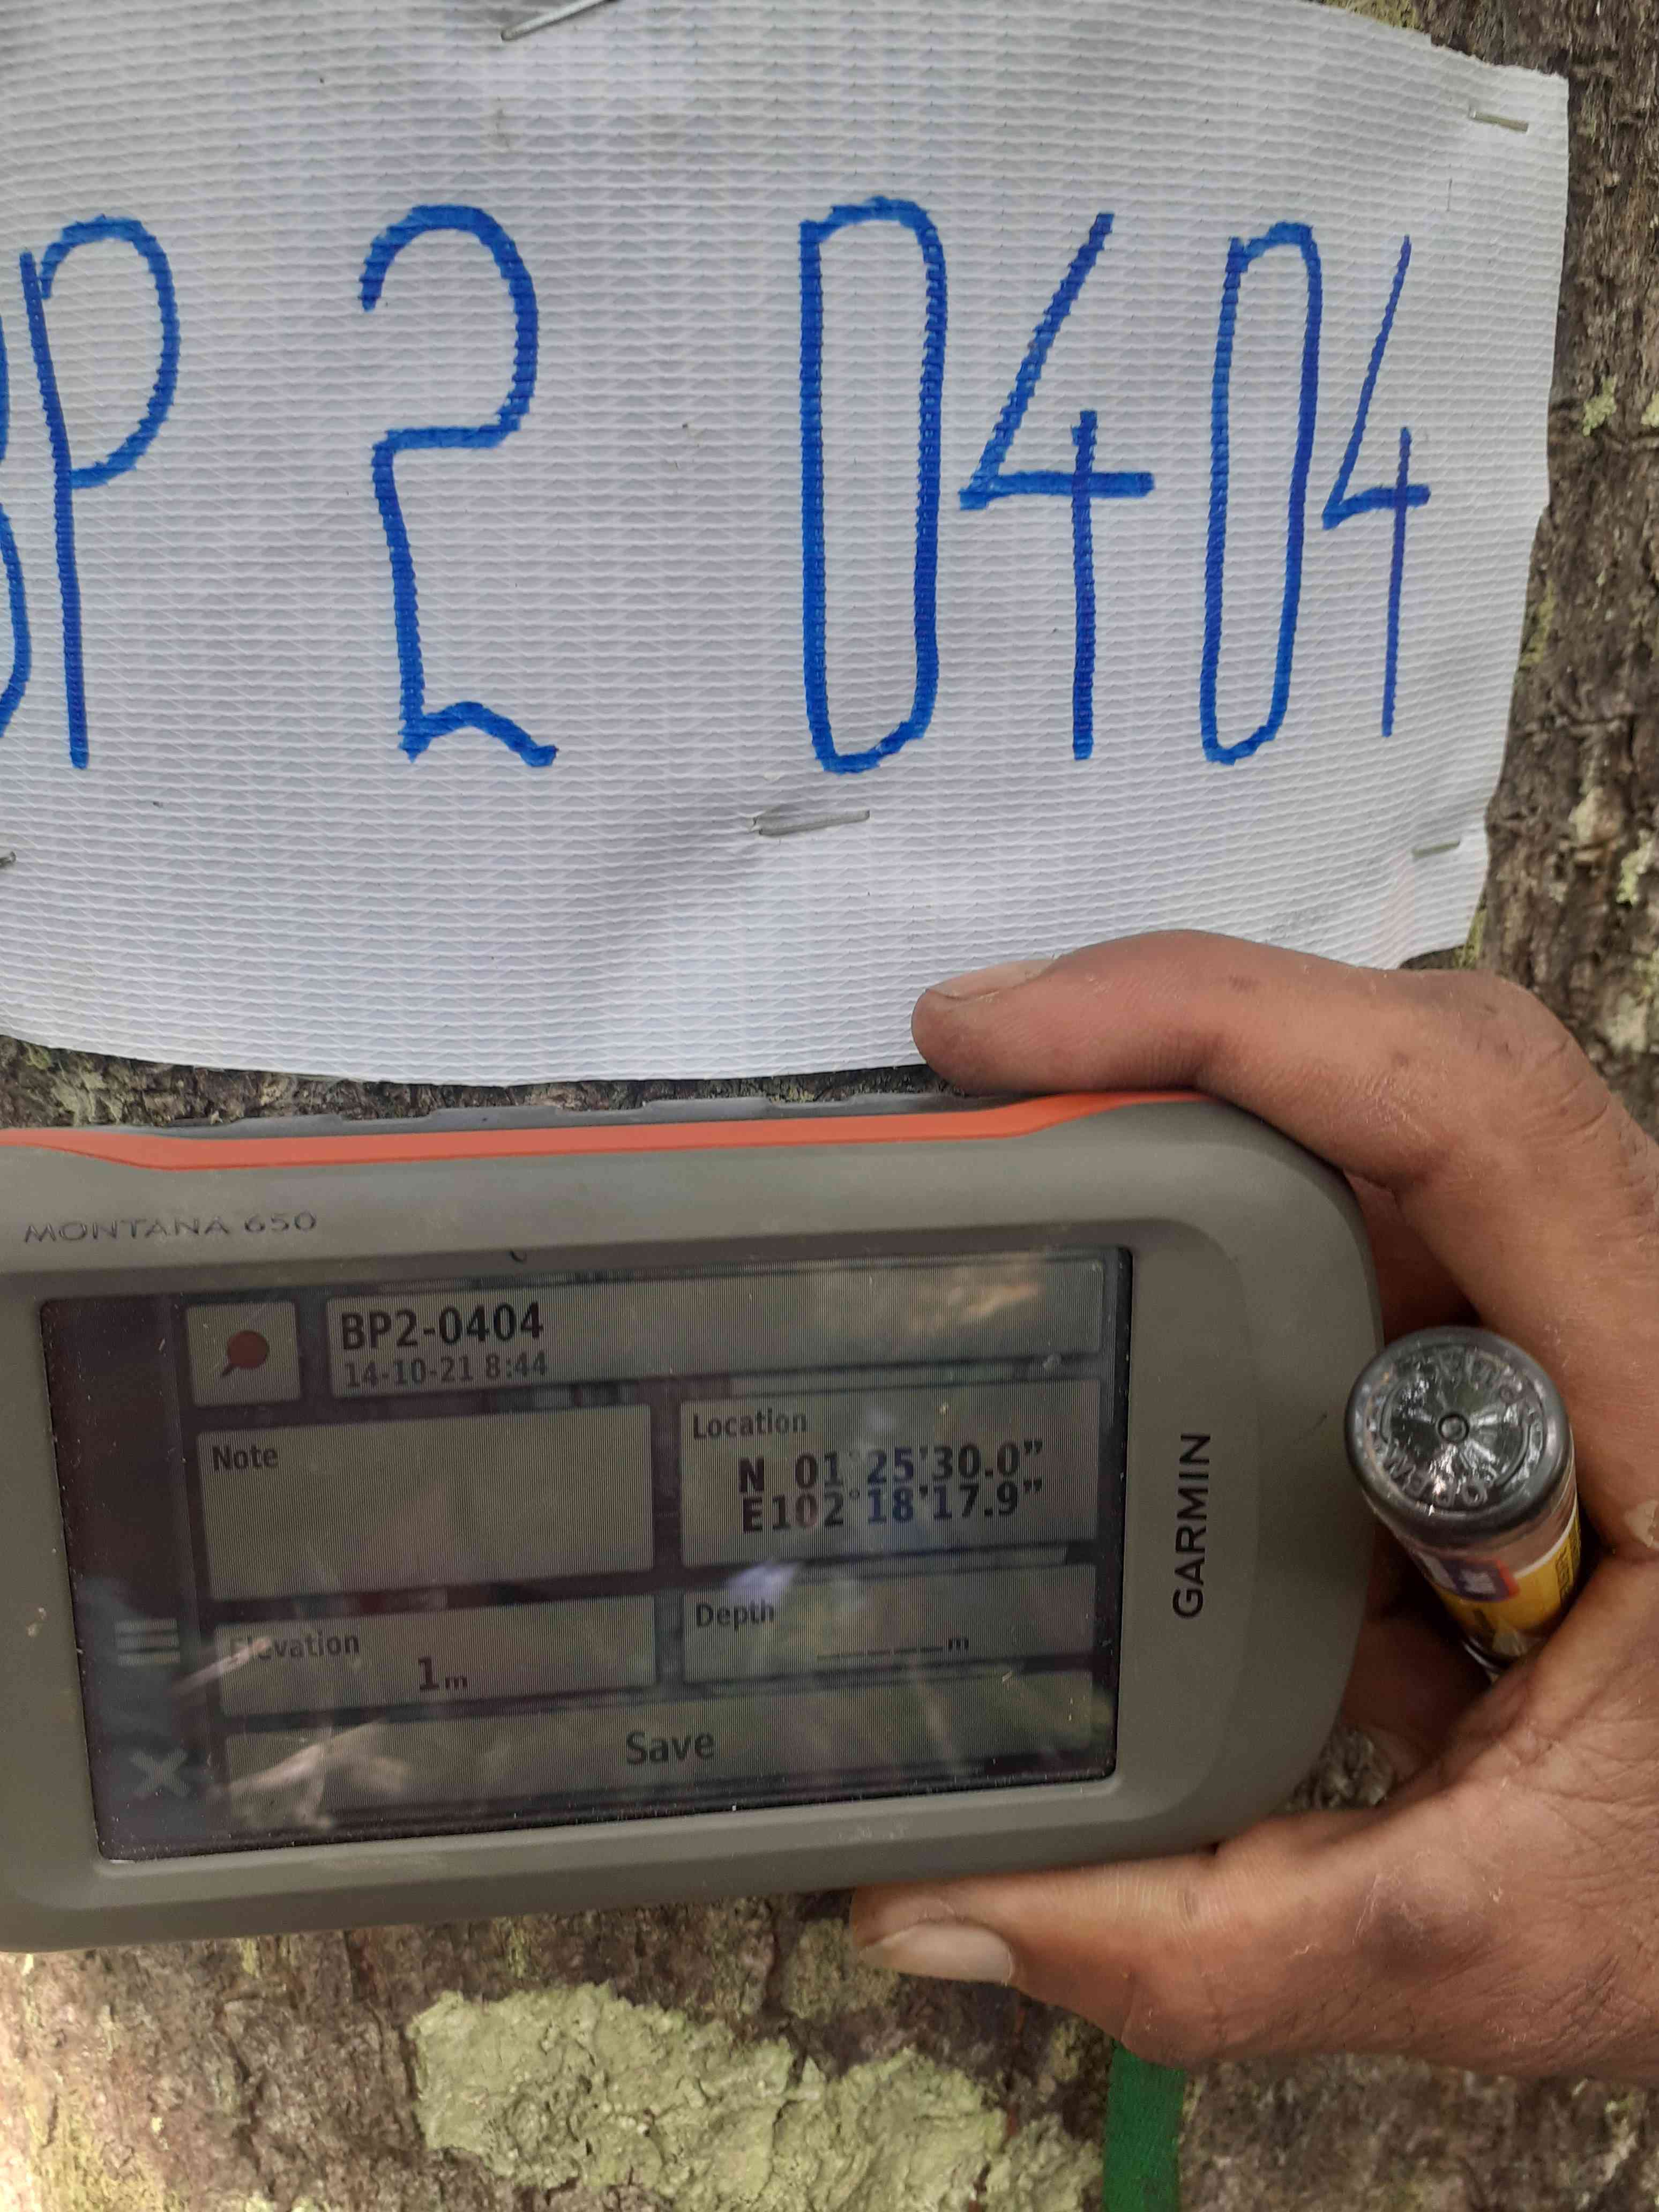 BP 2 0404
MONTANA 650
BP2-0404
14-10-21 8:44
Note
Location
N 01°25'30.0"
E102°18'17.9"
Elevation
1m
Depth
_____m
Save
GARMIN